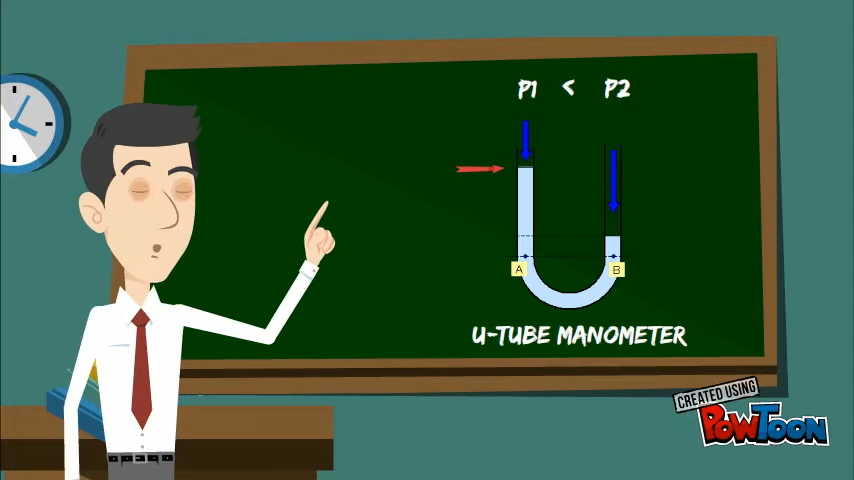 P1 < P2
A B
U-TUBE MANOMETER
CREATED USING
POWTOON